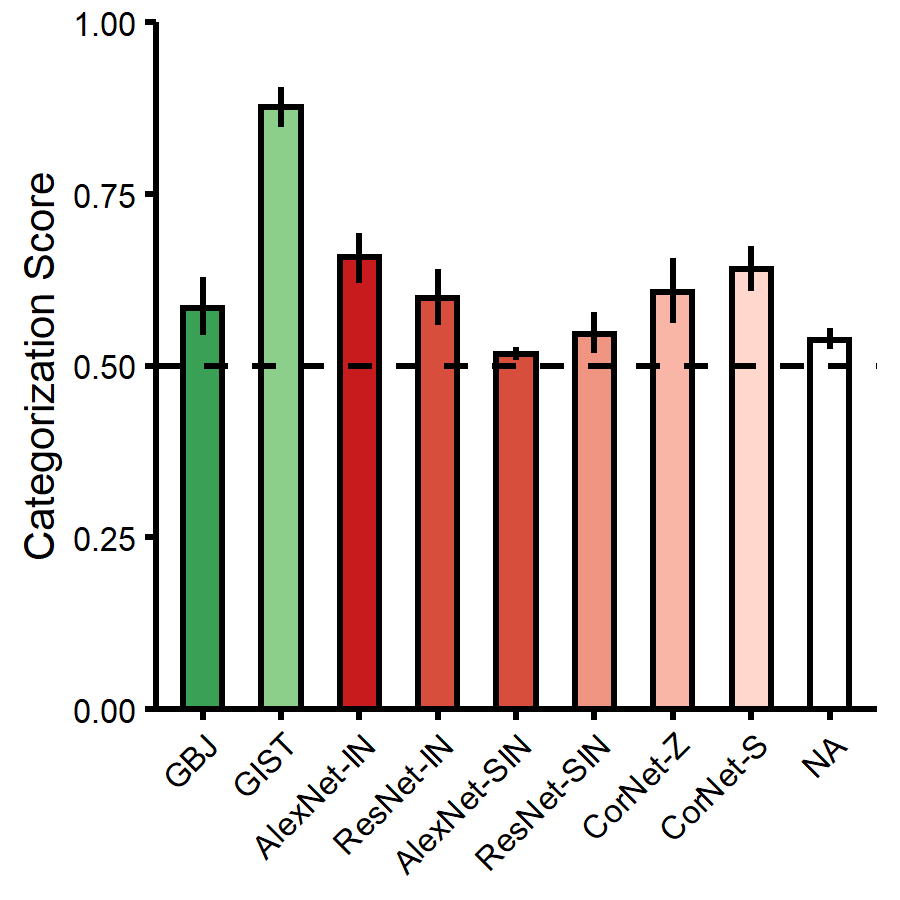 1.00
0.75
0.50
0.25
0.00
Categorization Score
GBJ
GIST
AlexNet-IN
ResNet-IN
AlexNet-SIN
ResNet-SIN
CorNet-Z
CorNet-S
NA